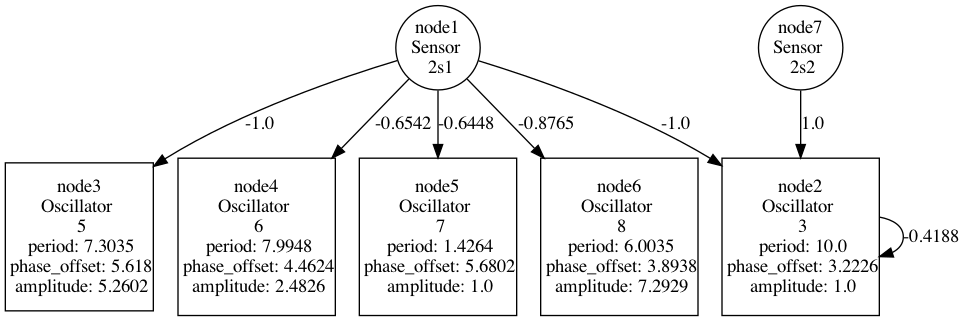 node1
Sensor
2s1
node7
Sensor
2s2
-1.0
-0.6542
-0.6448
-0.8765
-1.0
1.0
node3
Oscillator
5
period: 7.3035
phase_offset: 5.618
amplitude: 5.2602
node4
Oscillator
6
period: 7.9948
phase_offset: 4.4624
amplitude: 2.4826
node5
Oscillator
7
period: 1.4264
phase_offset: 5.6802
amplitude: 1.0
node6
Oscillator
8
period: 6.0035
phase_offset: 3.8938
amplitude: 7.2929
node2
Oscillator
3
period: 10.0
phase_offset: 3.2226
amplitude: 1.0
-0.4188